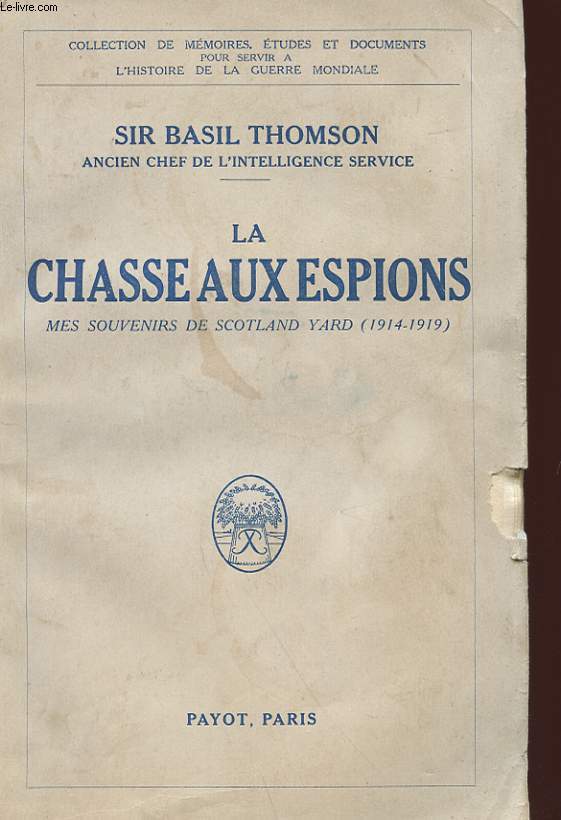 Le-livre.com
COLLECTION DE MÉMOIRES, ÉTUDES ET DOCUMENTS
POUR SERVIR A
L'HISTOIRE DE LA GUERRE MONDIALE
SIR BASIL THOMSON
ANCIEN CHEF DE L'INTELLIGENCE SERVICE
LA
CHASSE AUX ESPIONS
MES SOUVENIRS DE SCOTLAND YARD (1914-1919)
PAYOT, PARIS